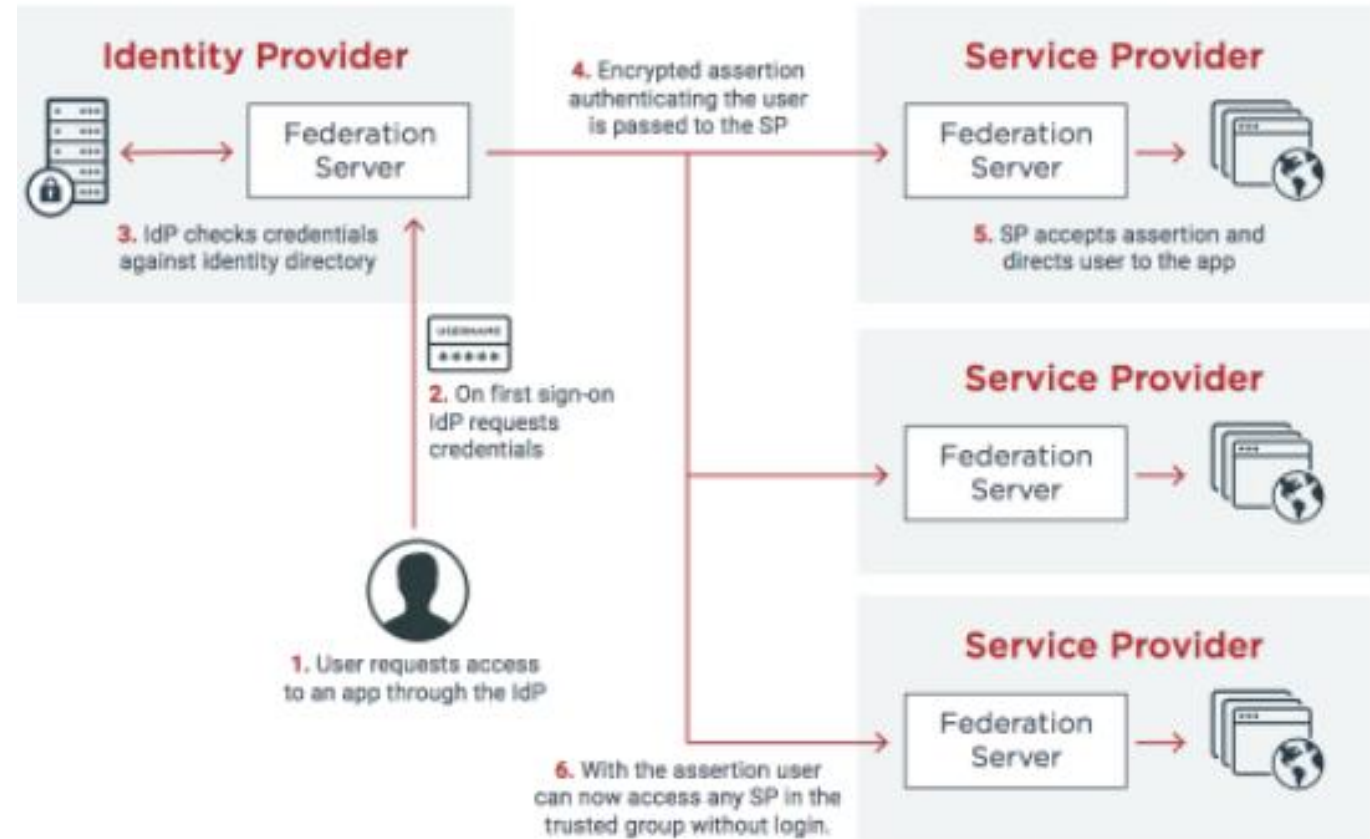 Identity Provider
Federation
Server
3. IdP checks credentials
against identity directory
4. Encrypted assertion
authenticating the user
is passed to the SP
Service Provider
Federation
Server
5. SP accepts assertion and
directs user to the app
USERNAME
*****
2. On first sign-on
IdP requests
credentials
Service Provider
Federation
Server
1. User requests access
to an app through the IdP
Service Provider
Federation
Server
6. With the assertion user
can now access any SP in the
trusted group without login.